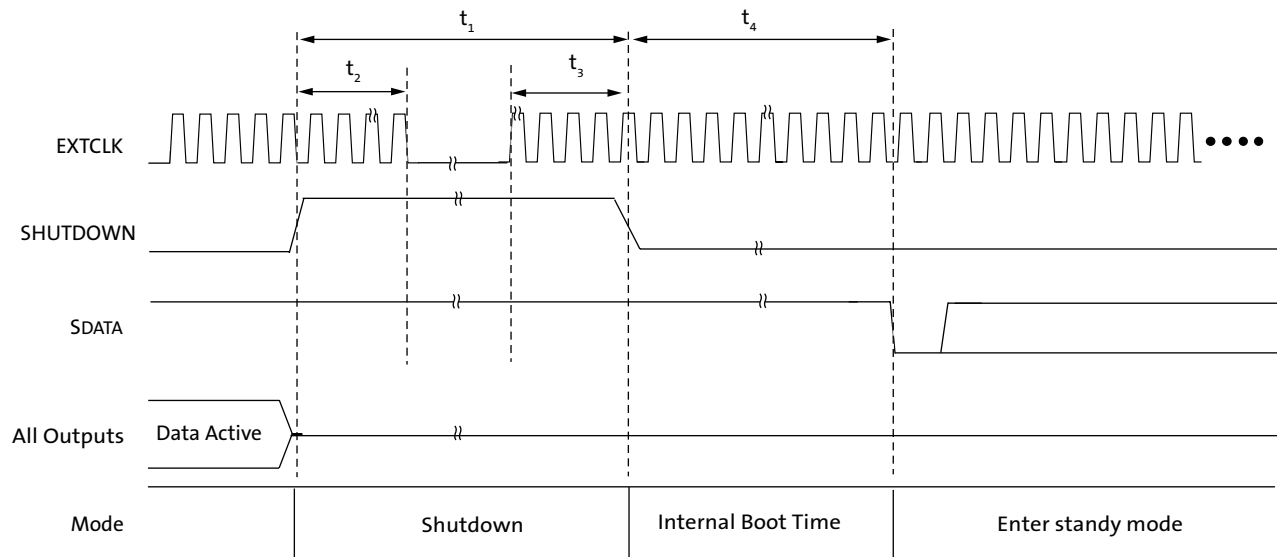 t₁
t₄
t₂
t₃
EXTCLK
SHUTDOWN
SDATA
All Outputs
Data Active
Mode
Shutdown
Internal Boot Time
Enter standy mode